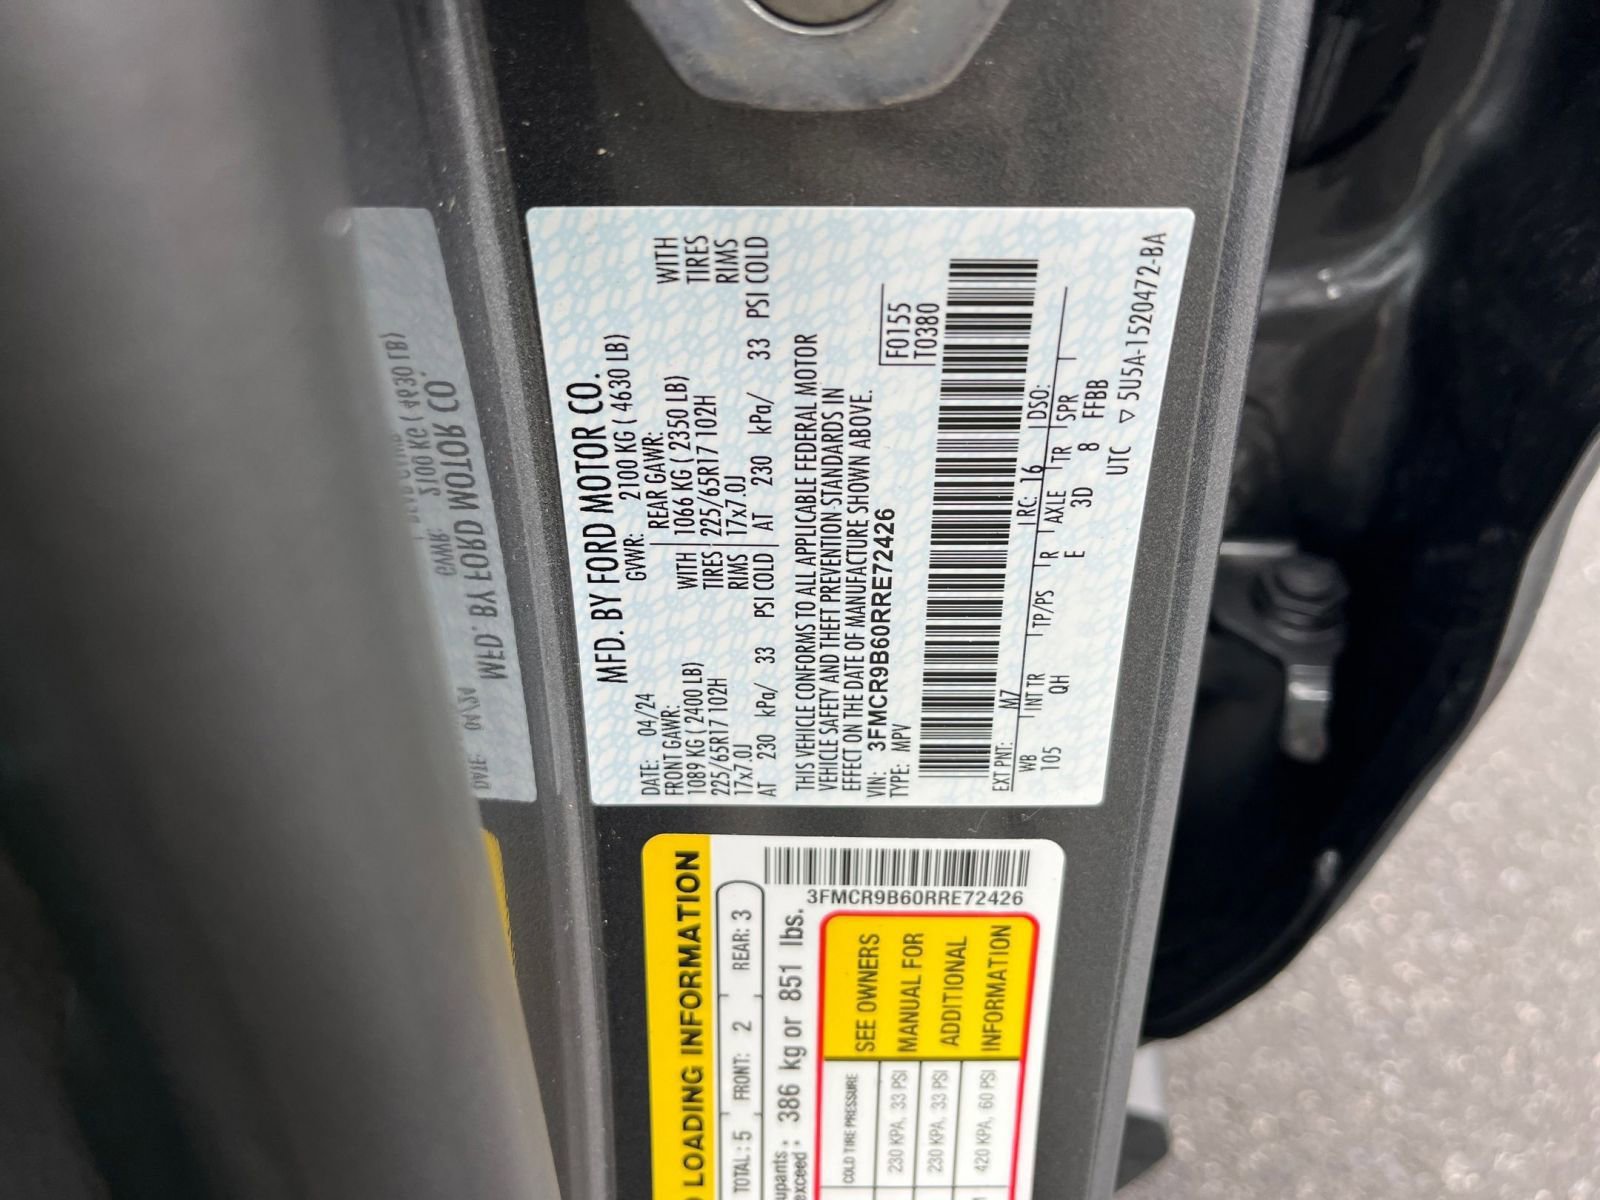 MFD. BY FORD MOTOR CO.
DATE: 04/24 GVWR: 2100 KG ( 4630 LB)
FRONT GAWR: REAR GAWR:
1089 KG ( 2400 LB) WITH 1066 KG ( 2350 LB) WITH
225/65R17 102H TIRES 225/65R17 102H TIRES
17x7.0J RIMS 17x7.0J RIMS
AT 230 kPa/ 33 PSI COLD AT 230 kPa/ 33 PSI COLD
THIS VEHICLE CONFORMS TO ALL APPLICABLE FEDERAL MOTOR
VEHICLE SAFETY AND THEFT PREVENTION STANDARDS IN
EFFECT ON THE DATE OF MANUFACTURE SHOWN ABOVE.
VIN: 3FMCR9B60RRE72426 F0155
TYPE: MPV T0380
EXT PNT: M7 RC: 16 DSO:
WB INT TR TP/PS R AXLE TR SPR
105 QH E 3D 8 FFBB
UTC ▽ 5U5A-1520472-BA
LOADING INFORMATION
TOTAL: 5 FRONT: 2 REAR: 3
upants:
exceed: 386 kg or 851 lbs.
3FMCR9B60RRE72426
COLD TIRE PRESSURE
230 KPA, 33 PSI
230 KPA, 33 PSI
420 KPA, 60 PSI
SEE OWNERS
MANUAL FOR
ADDITIONAL
INFORMATION